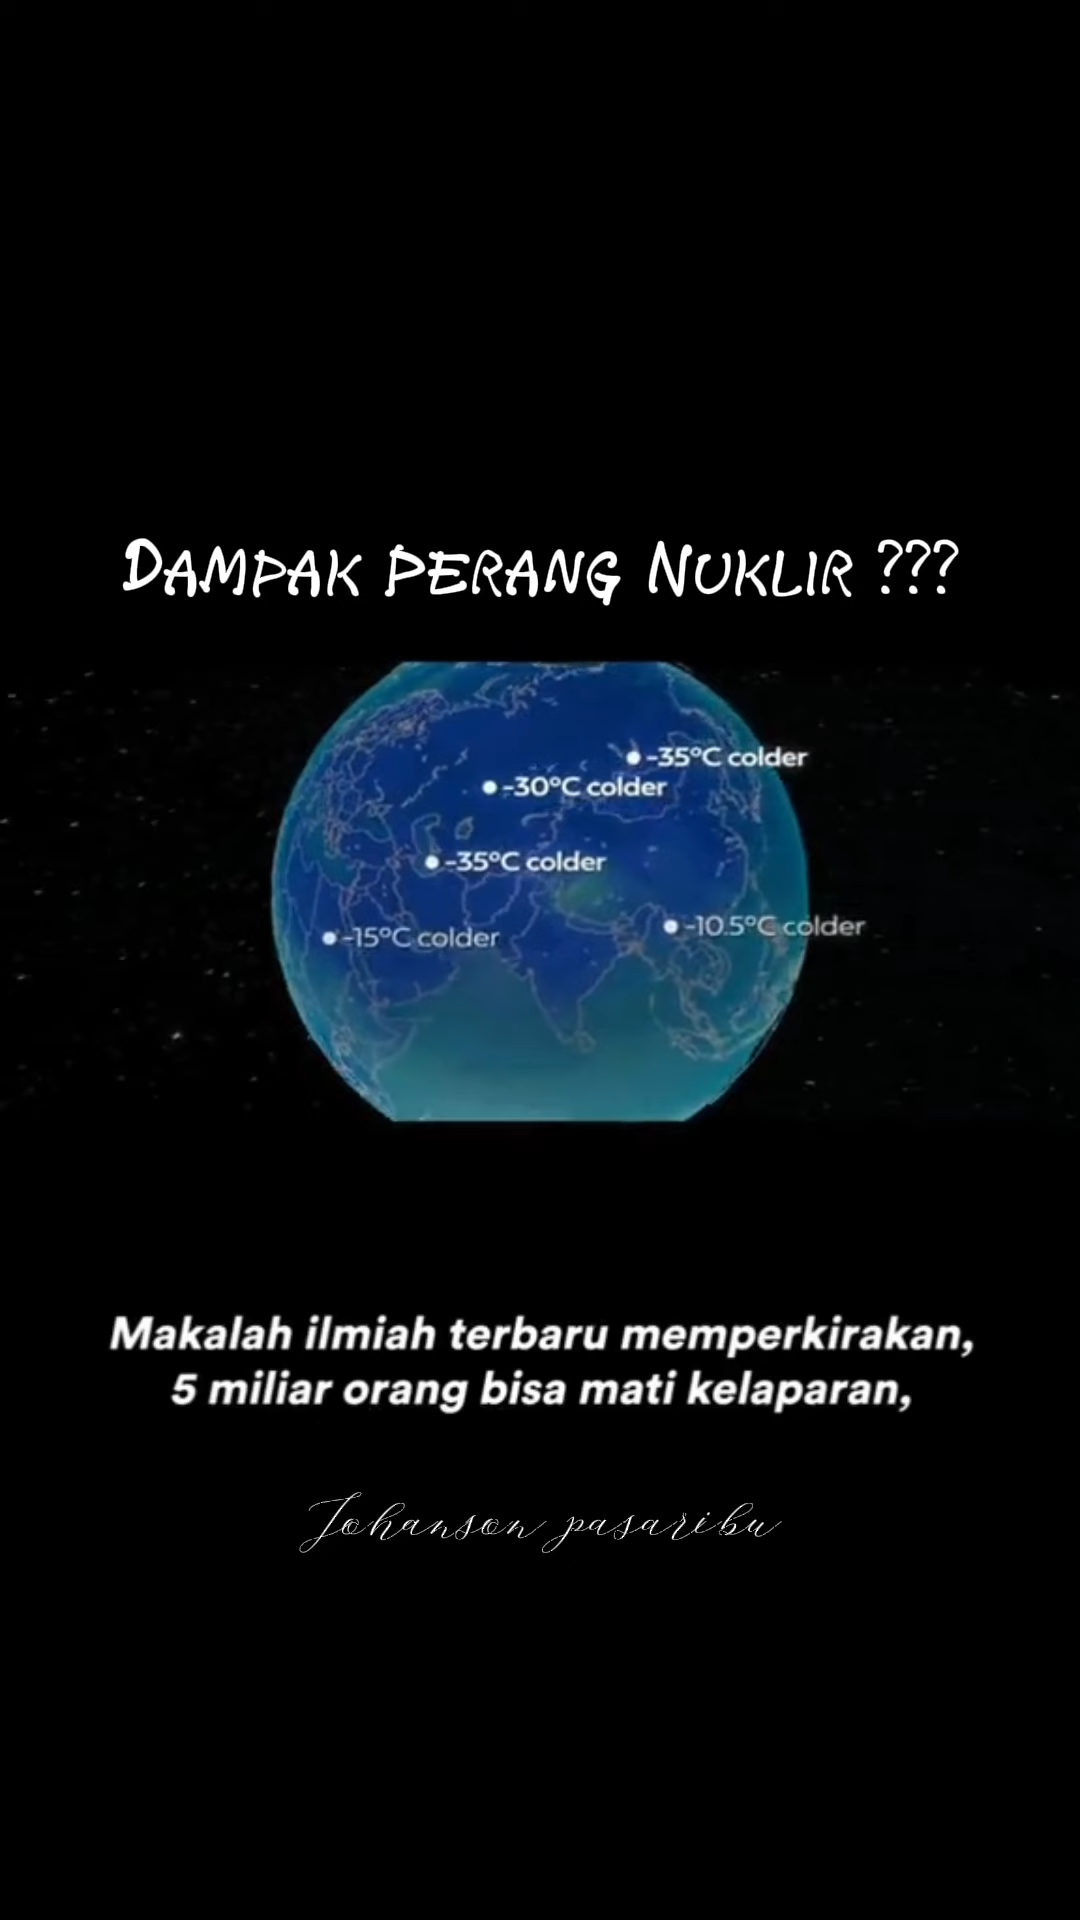 DAMPAK PERANG NUKLIR ???
-35°C colder
-30°C colder
-35°C colder
-10.5°C colder
-15°C colder
Makalah ilmiah terbaru memperkirakan,
5 miliar orang bisa mati kelaparan,
Johanson pasaribu